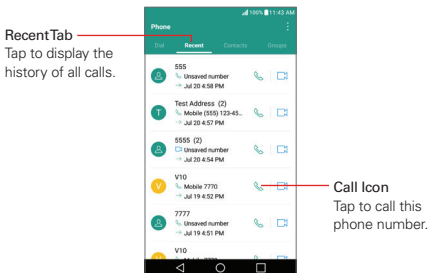 100% 11:43 AM
Phone
Dial Recent Contacts Groups
Recent Tab
Tap to display the
history of all calls.
555
Unsaved number
Jul 20 4:58 PM
T
Test Address (2)
Mobile (555) 123-45...
Jul 20 4:57 PM
5555 (2)
Unsaved number
Jul 20 4:54 PM
V
V10
Mobile 7770
Jul 19 4:52 PM
7777
Unsaved number
Jul 19 4:51 PM
V10
Call Icon
Tap to call this
phone number.